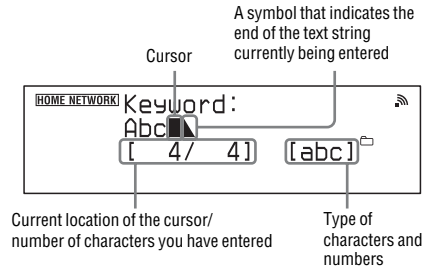 A symbol that indicates the
end of the text string
currently being entered
Cursor
HOME NETWORK
Keyword:
Abc
[ 4/ 4] [abc]
Current location of the cursor/
number of characters you have entered
Type of
characters and
numbers